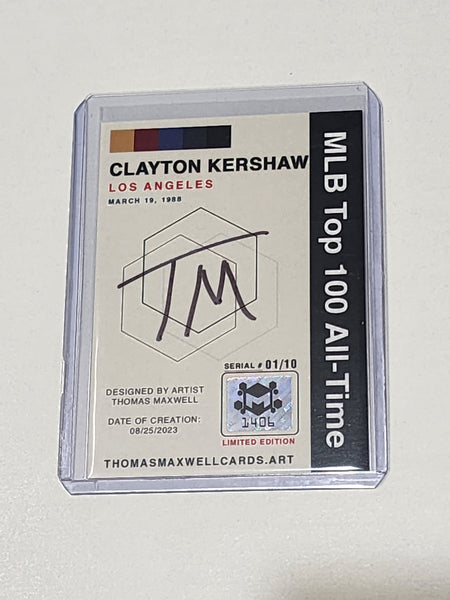 CLAYTON KERSHAW
LOS ANGELES
MARCH 19, 1988
TM
SERIAL # 01/10
DESIGNED BY ARTIST
THOMAS MAXWELL
DATE OF CREATION:
08/25/2023
1406
LIMITED EDITION
THOMASMAXWELLCARDS.ART
MLB Top 100 All-Time